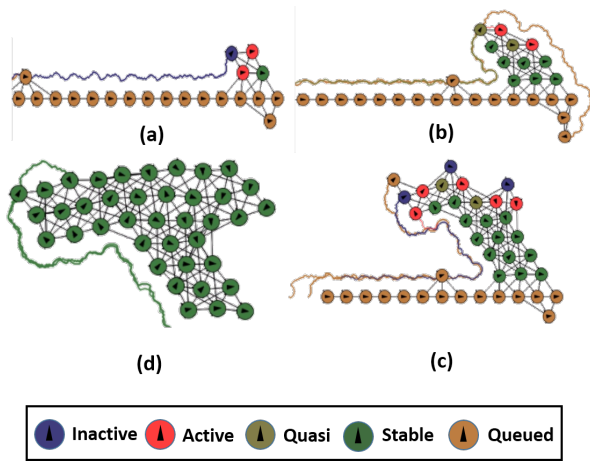 (a)
(b)
(d)
(c)
Inactive Active Quasi Stable Queued